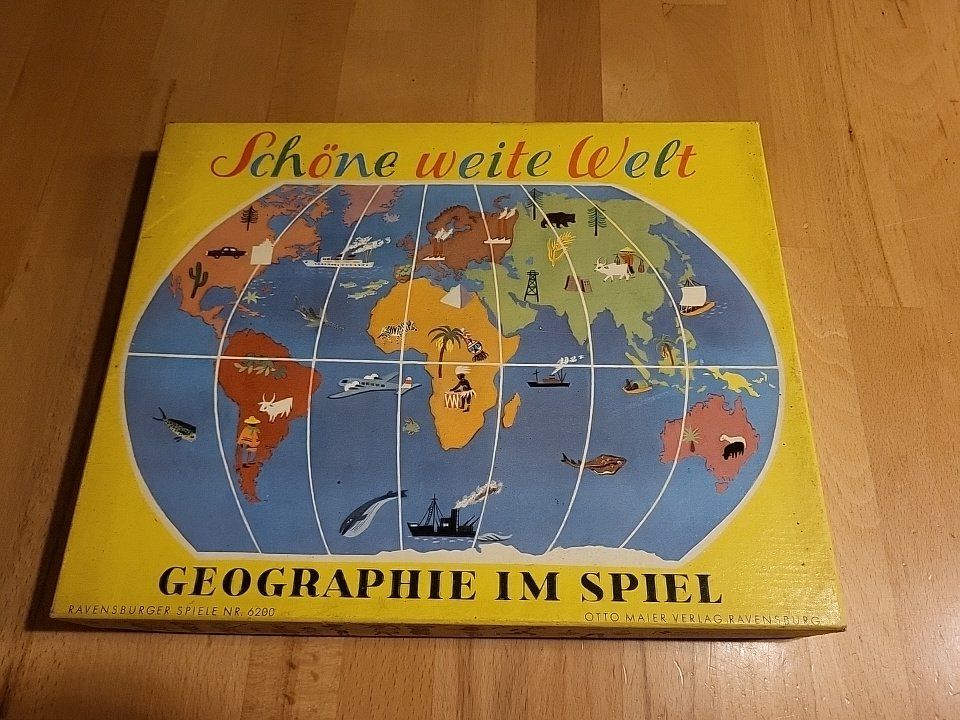 Schöne weite Welt
GEOGRAPHIE IM SPIEL
RAVENSBURGER SPIELE NR. 6200
OTTO MAIER VERLAG RAVENSBURG